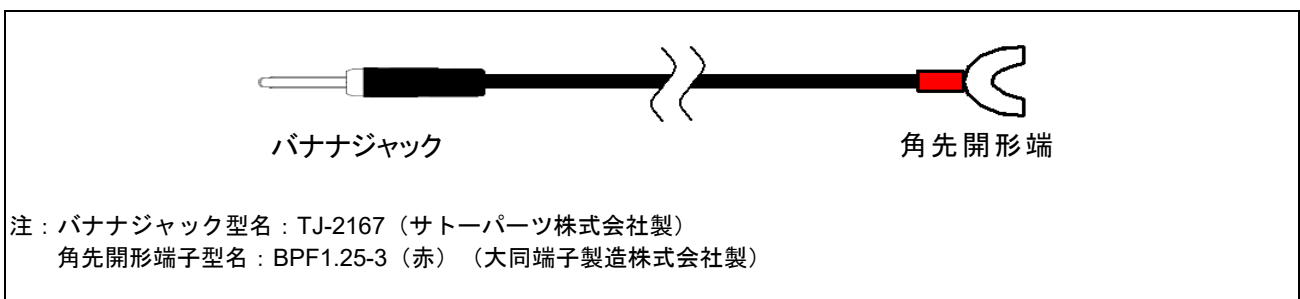 バナナジャック
角先開形端
注：バナナジャック型名：TJ-2167（サトーパーツ株式会社製）
角先開形端子型名：BPF1.25-3（赤）（大同端子製造株式会社製）